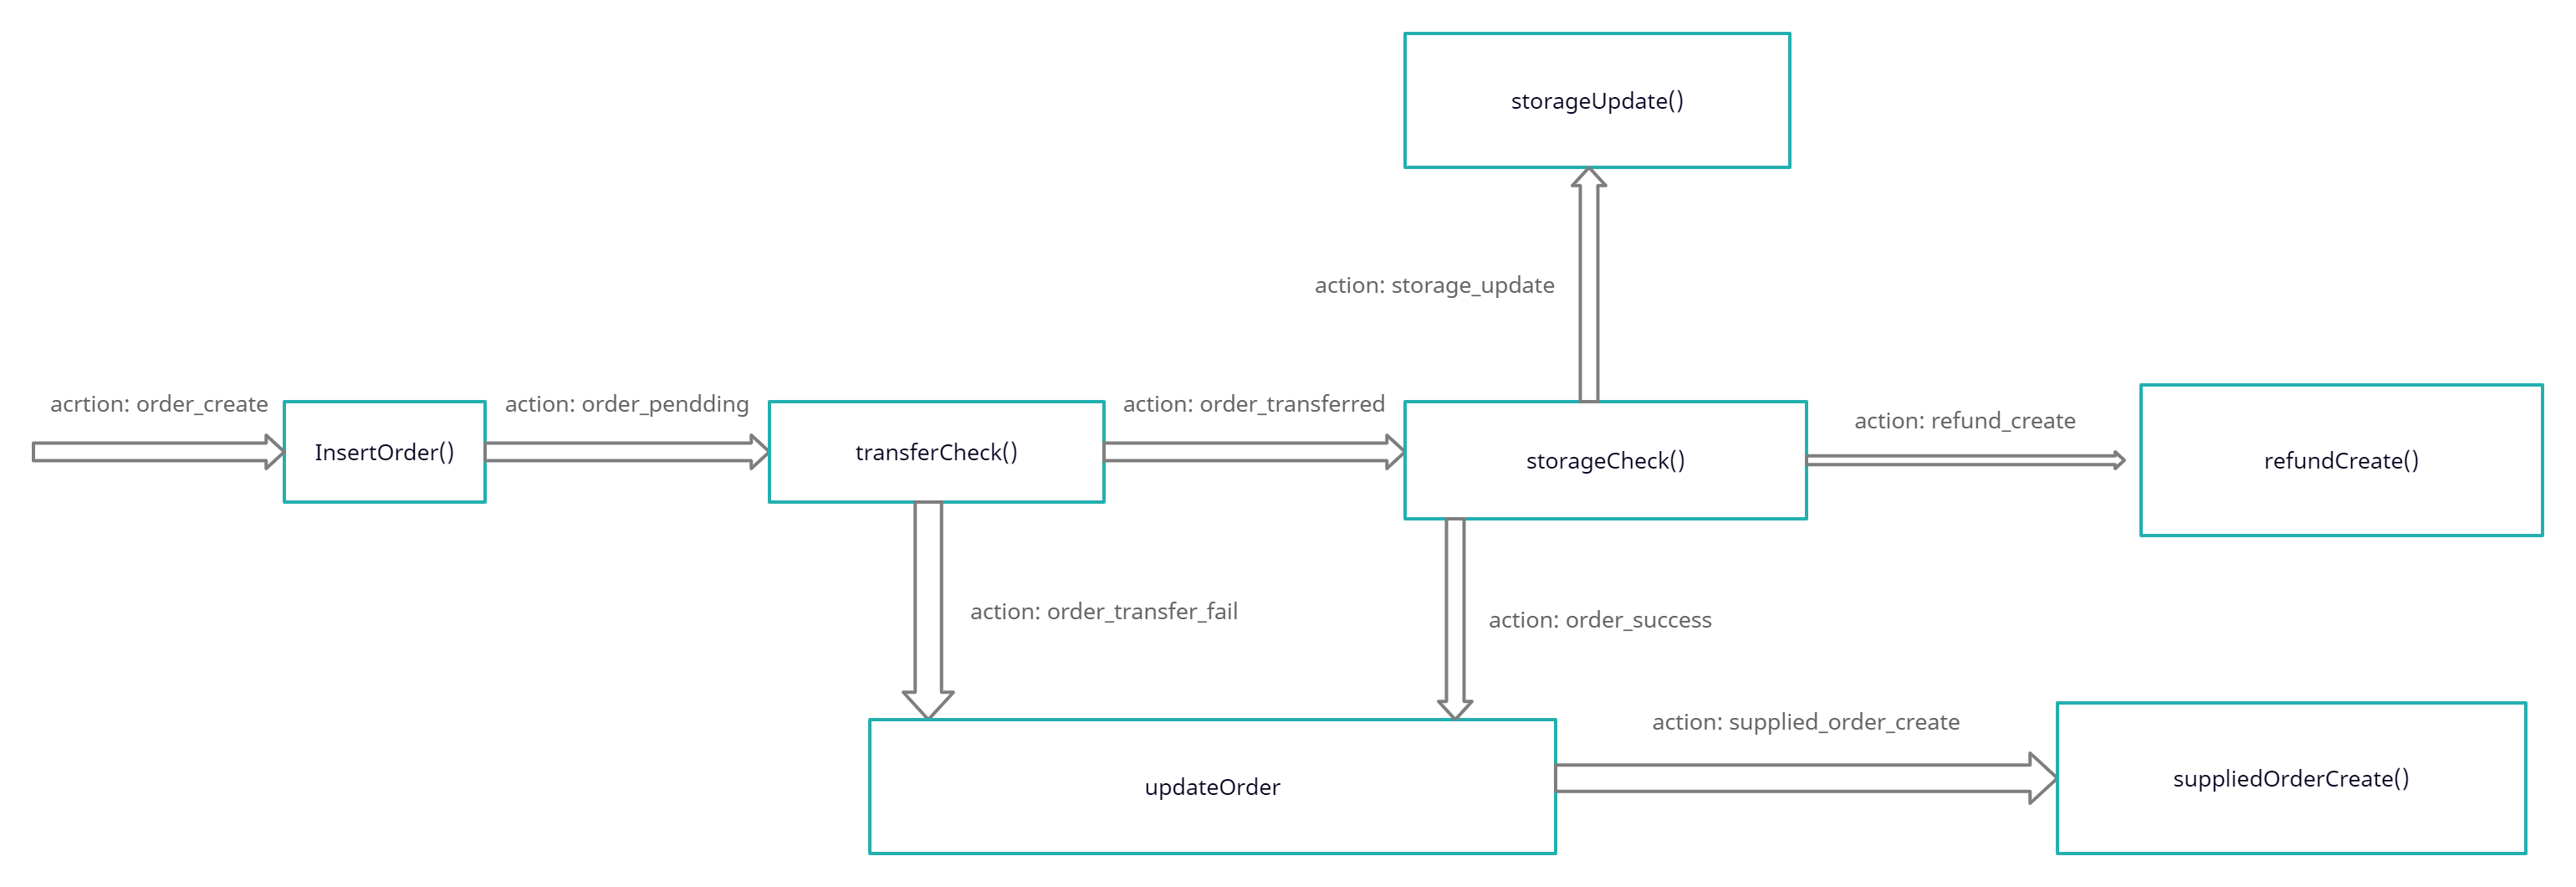 storageUpdate()
action: storage_update
acrtion: order_create
action: order_pendding
action: order_transferred
action: refund_create
InsertOrder()
transferCheck()
storageCheck()
refundCreate()
action: order_transfer_fail
action: order_success
action: supplied_order_create
updateOrder
suppliedOrderCreate()